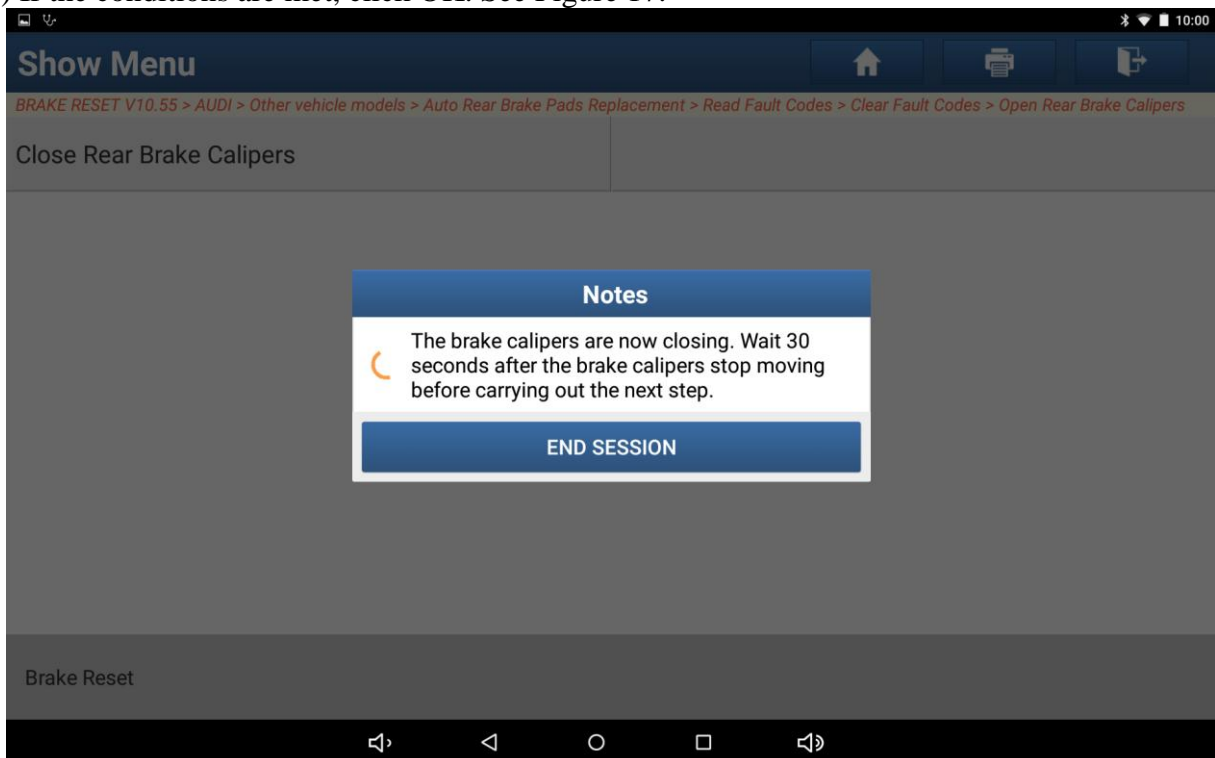 ) If the conditions are met, click OK. See Figure 17.
10:00
Show Menu
BRAKE RESET V10.55 > AUDI > Other vehicle models > Auto Rear Brake Pads Replacement > Read Fault Codes > Clear Fault Codes > Open Rear Brake Calipers
Close Rear Brake Calipers
Notes
The brake calipers are now closing. Wait 30
seconds after the brake calipers stop moving
before carrying out the next step.
END SESSION
Brake Reset